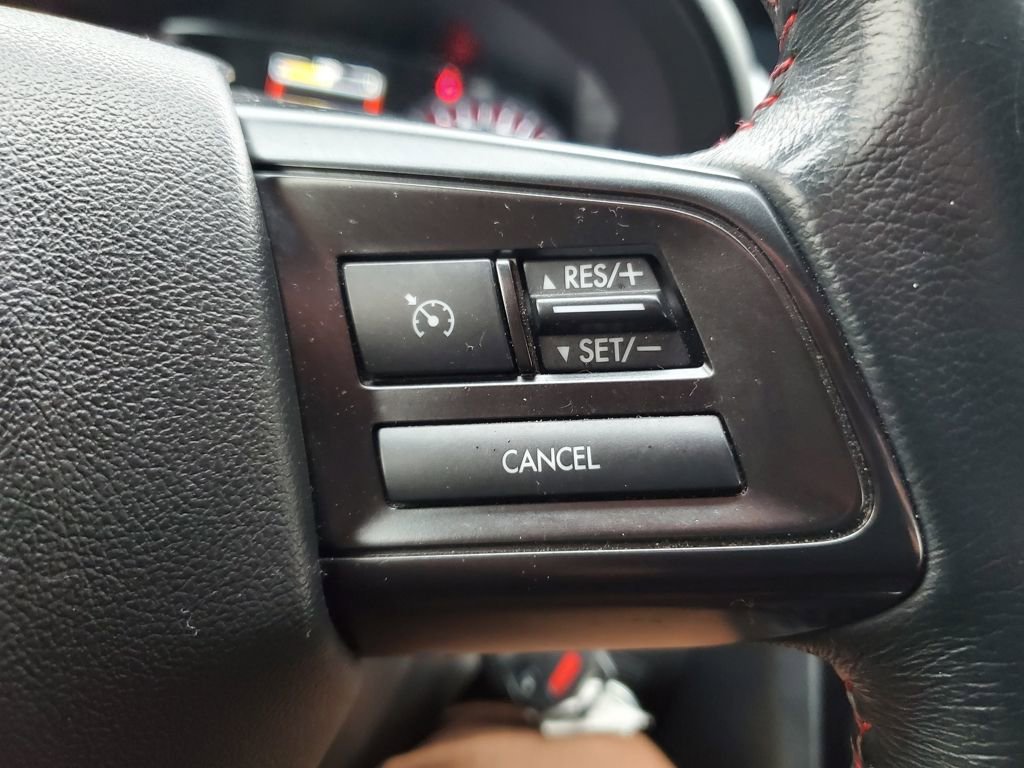 ▲ RES/+
▼ SET/−
CANCEL